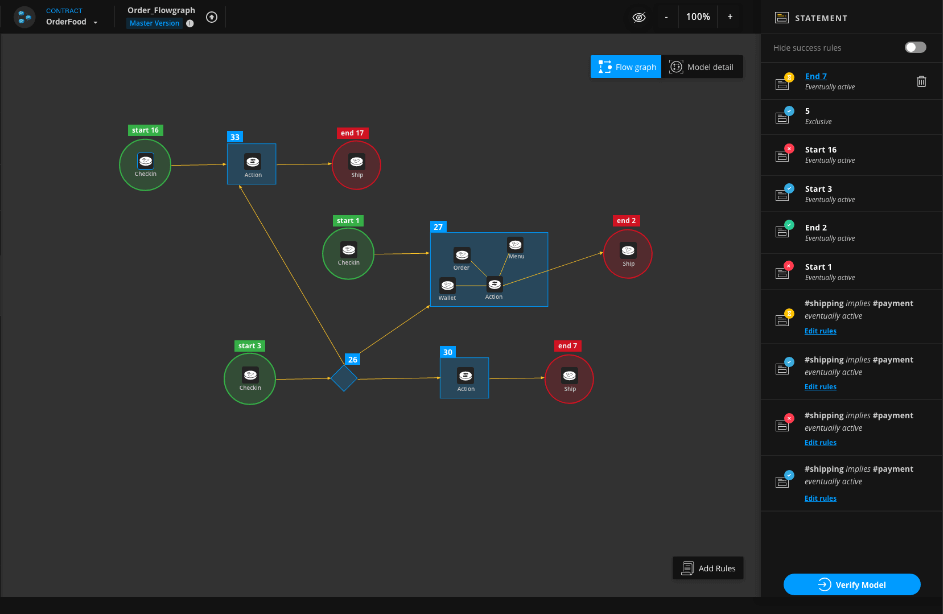 CONTRACT
OrderFood
Order_Flowgraph
Master Version
- 100% +
STATEMENT
Hide success rules
Flow graph
Model detail
End 7
Eventually active
5
Exclusive
Start 16
Eventually active
Start 3
Eventually active
End 2
Eventually active
Start 1
Eventually active
#shipping implies #payment
eventually active
Edit rules
#shipping implies #payment
eventually active
Edit rules
#shipping implies #payment
eventually active
Edit rules
#shipping implies #payment
eventually active
Edit rules
Verify Model
start 16
33
end 17
Checkin
Action
Ship
start 1
27
end 2
Checkin
Order
Menu
Wallet
Action
Ship
start 3
26
30
end 7
Checkin
Action
Ship
Add Rules